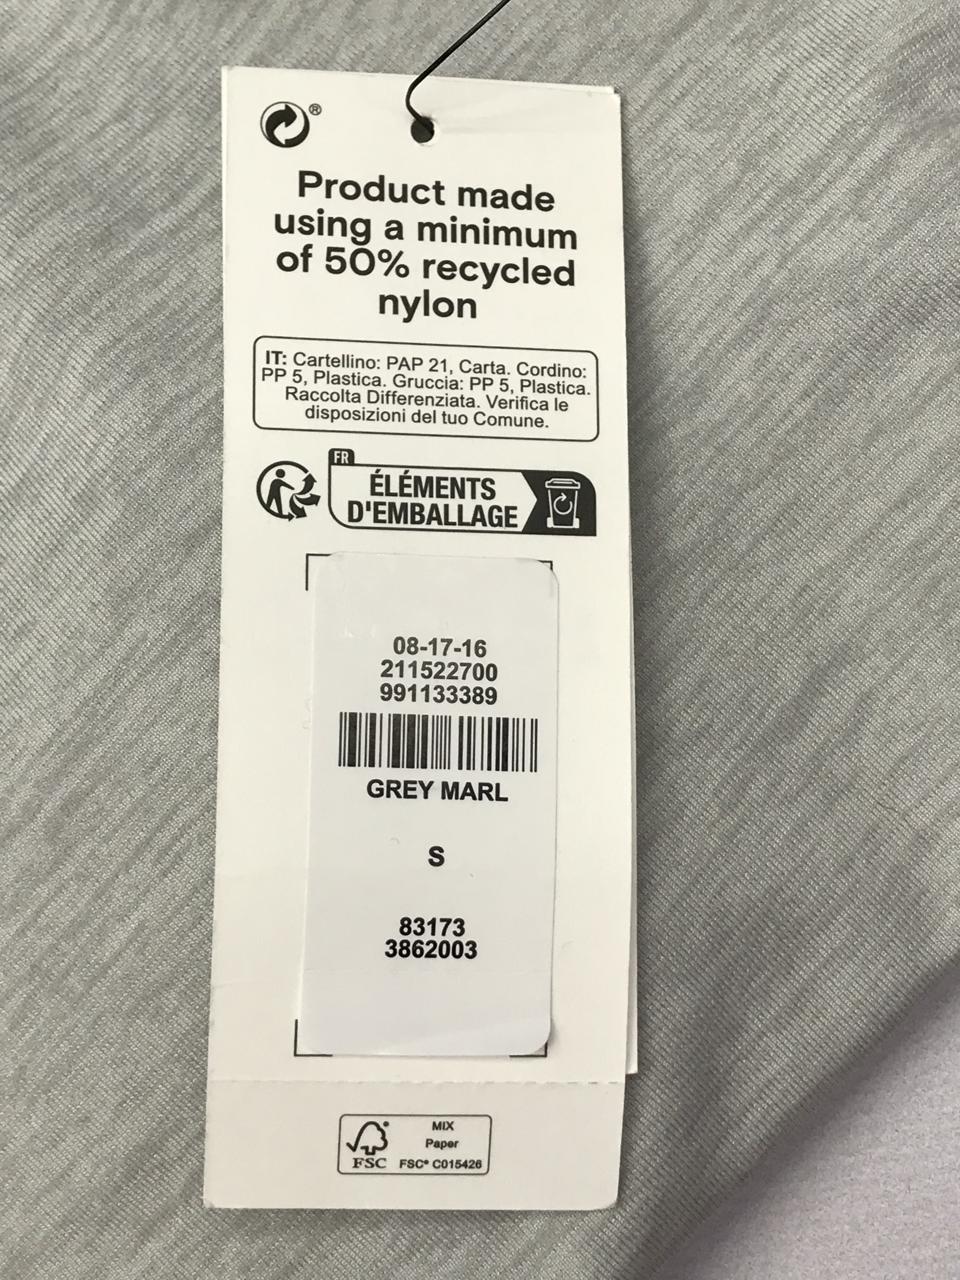 ®
Product made
using a minimum
of 50% recycled
nylon
IT: Cartellino: PAP 21, Carta. Cordino:
PP 5, Plastica. Gruccia: PP 5, Plastica.
Raccolta Differenziata. Verifica le
disposizioni del tuo Comune.
FR
ÉLÉMENTS
D'EMBALLAGE
08-17-16
211522700
991133389
GREY MARL
S
83173
3862003
MIX
Paper
FSC
FSC® C015426